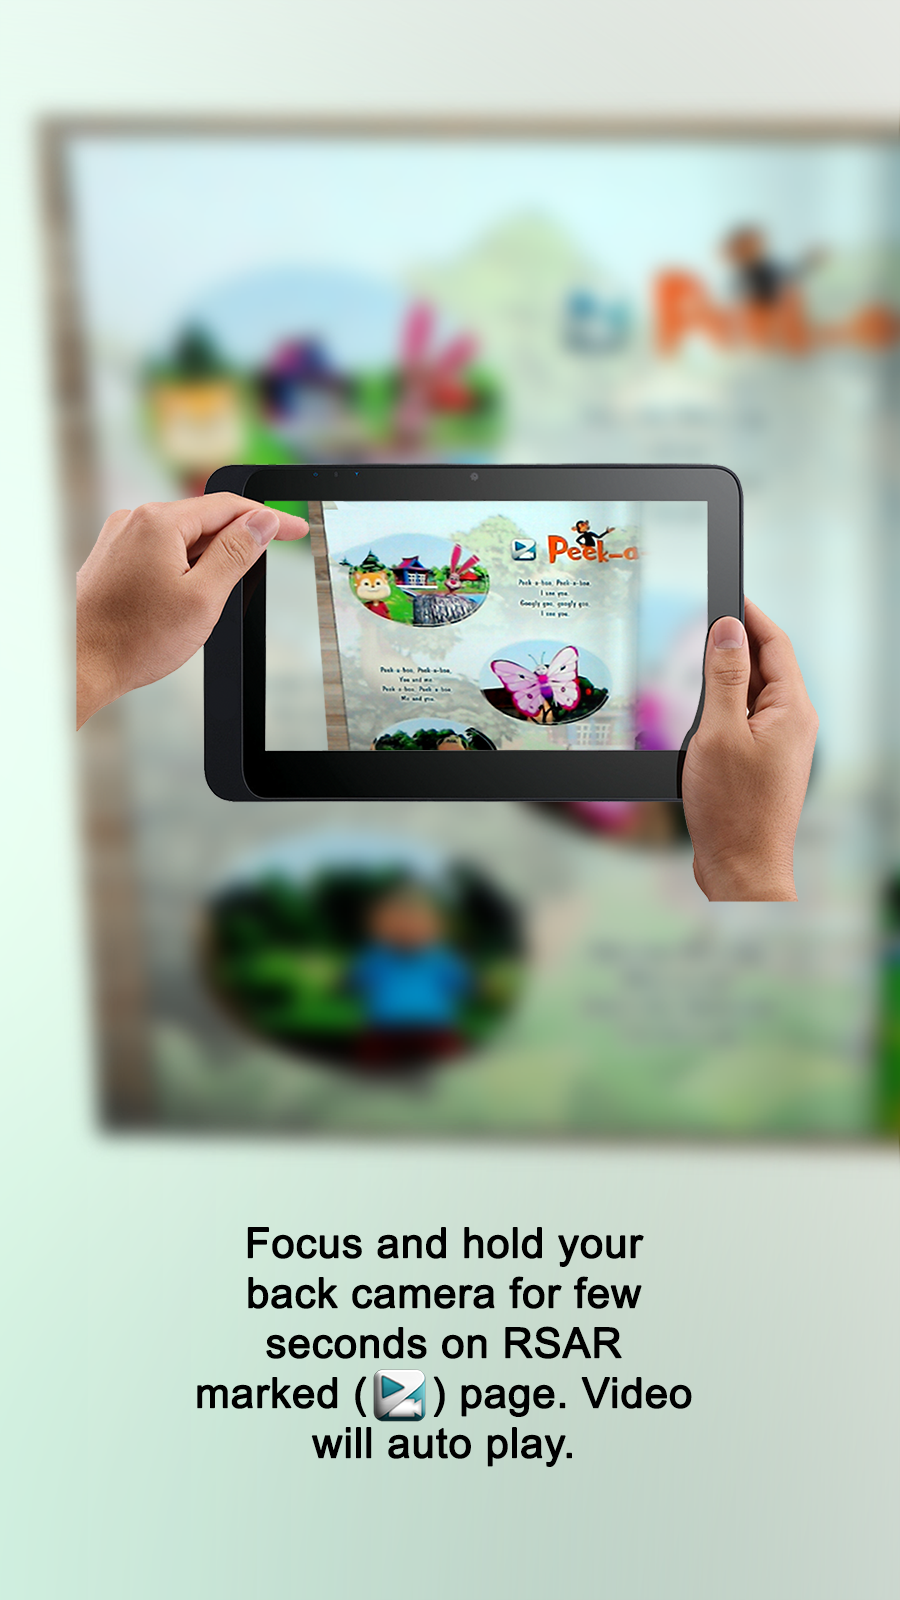 Peek-a
Peek-a-boo, Peek-a-boo,
I see you.
Googly goo, googly goo,
I see you.
Peek-a-boo, Peek-a-boo,
You and me.
Peek-a-boo, Peek-a-boo
Me and you.
Focus and hold your
back camera for few
seconds on RSAR
marked ( ) page. Video
will auto play.